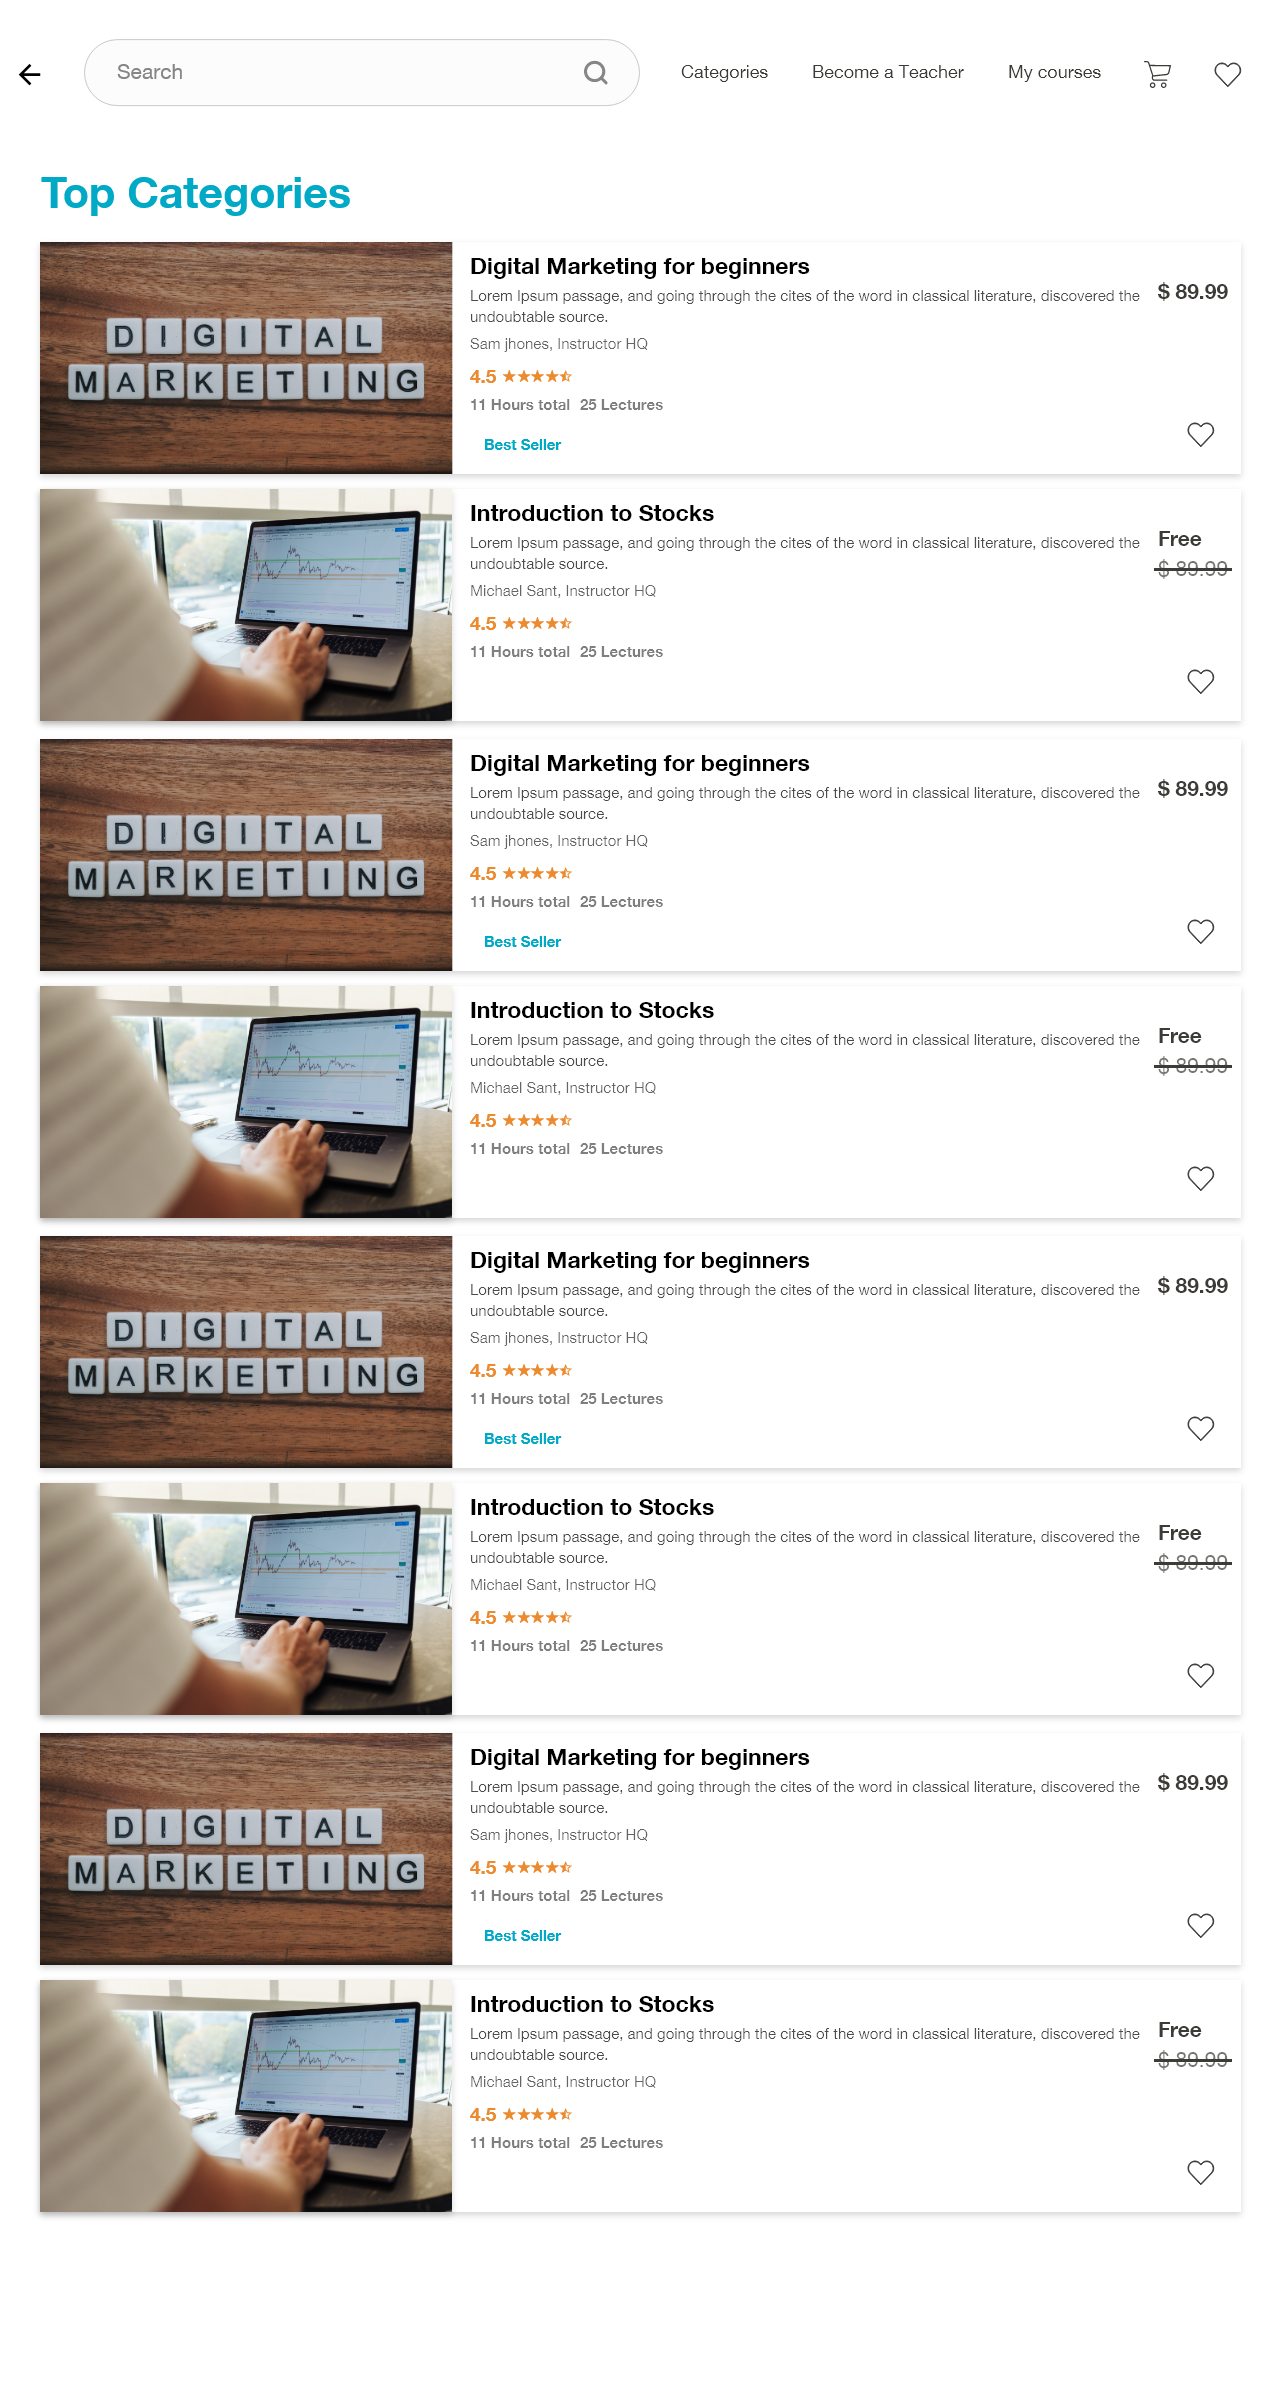 Search
Categories
Become a Teacher
My courses
Top Categories
DIGITAL
MARKETING
Digital Marketing for beginners
Lorem Ipsum passage, and going through the cites of the word in classical literature, discovered the
undoubtable source.
$ 89.99
Sam jhones, Instructor HQ
4.5
11 Hours total 25 Lectures
Best Seller
Introduction to Stocks
Lorem Ipsum passage, and going through the cites of the word in classical literature, discovered the
undoubtable source.
Free
$ 89.99
Michael Sant, Instructor HQ
4.5
11 Hours total 25 Lectures
DIGITAL
MARKETING
Digital Marketing for beginners
Lorem Ipsum passage, and going through the cites of the word in classical literature, discovered the
undoubtable source.
$ 89.99
Sam jhones, Instructor HQ
4.5
11 Hours total 25 Lectures
Best Seller
Introduction to Stocks
Lorem Ipsum passage, and going through the cites of the word in classical literature, discovered the
undoubtable source.
Free
$ 89.99
Michael Sant, Instructor HQ
4.5
11 Hours total 25 Lectures
DIGITAL
MARKETING
Digital Marketing for beginners
Lorem Ipsum passage, and going through the cites of the word in classical literature, discovered the
undoubtable source.
$ 89.99
Sam jhones, Instructor HQ
4.5
11 Hours total 25 Lectures
Best Seller
Introduction to Stocks
Lorem Ipsum passage, and going through the cites of the word in classical literature, discovered the
undoubtable source.
Free
$ 89.99
Michael Sant, Instructor HQ
4.5
11 Hours total 25 Lectures
DIGITAL
MARKETING
Digital Marketing for beginners
Lorem Ipsum passage, and going through the cites of the word in classical literature, discovered the
undoubtable source.
$ 89.99
Sam jhones, Instructor HQ
4.5
11 Hours total 25 Lectures
Best Seller
Introduction to Stocks
Lorem Ipsum passage, and going through the cites of the word in classical literature, discovered the
undoubtable source.
Free
$ 89.99
Michael Sant, Instructor HQ
4.5
11 Hours total 25 Lectures